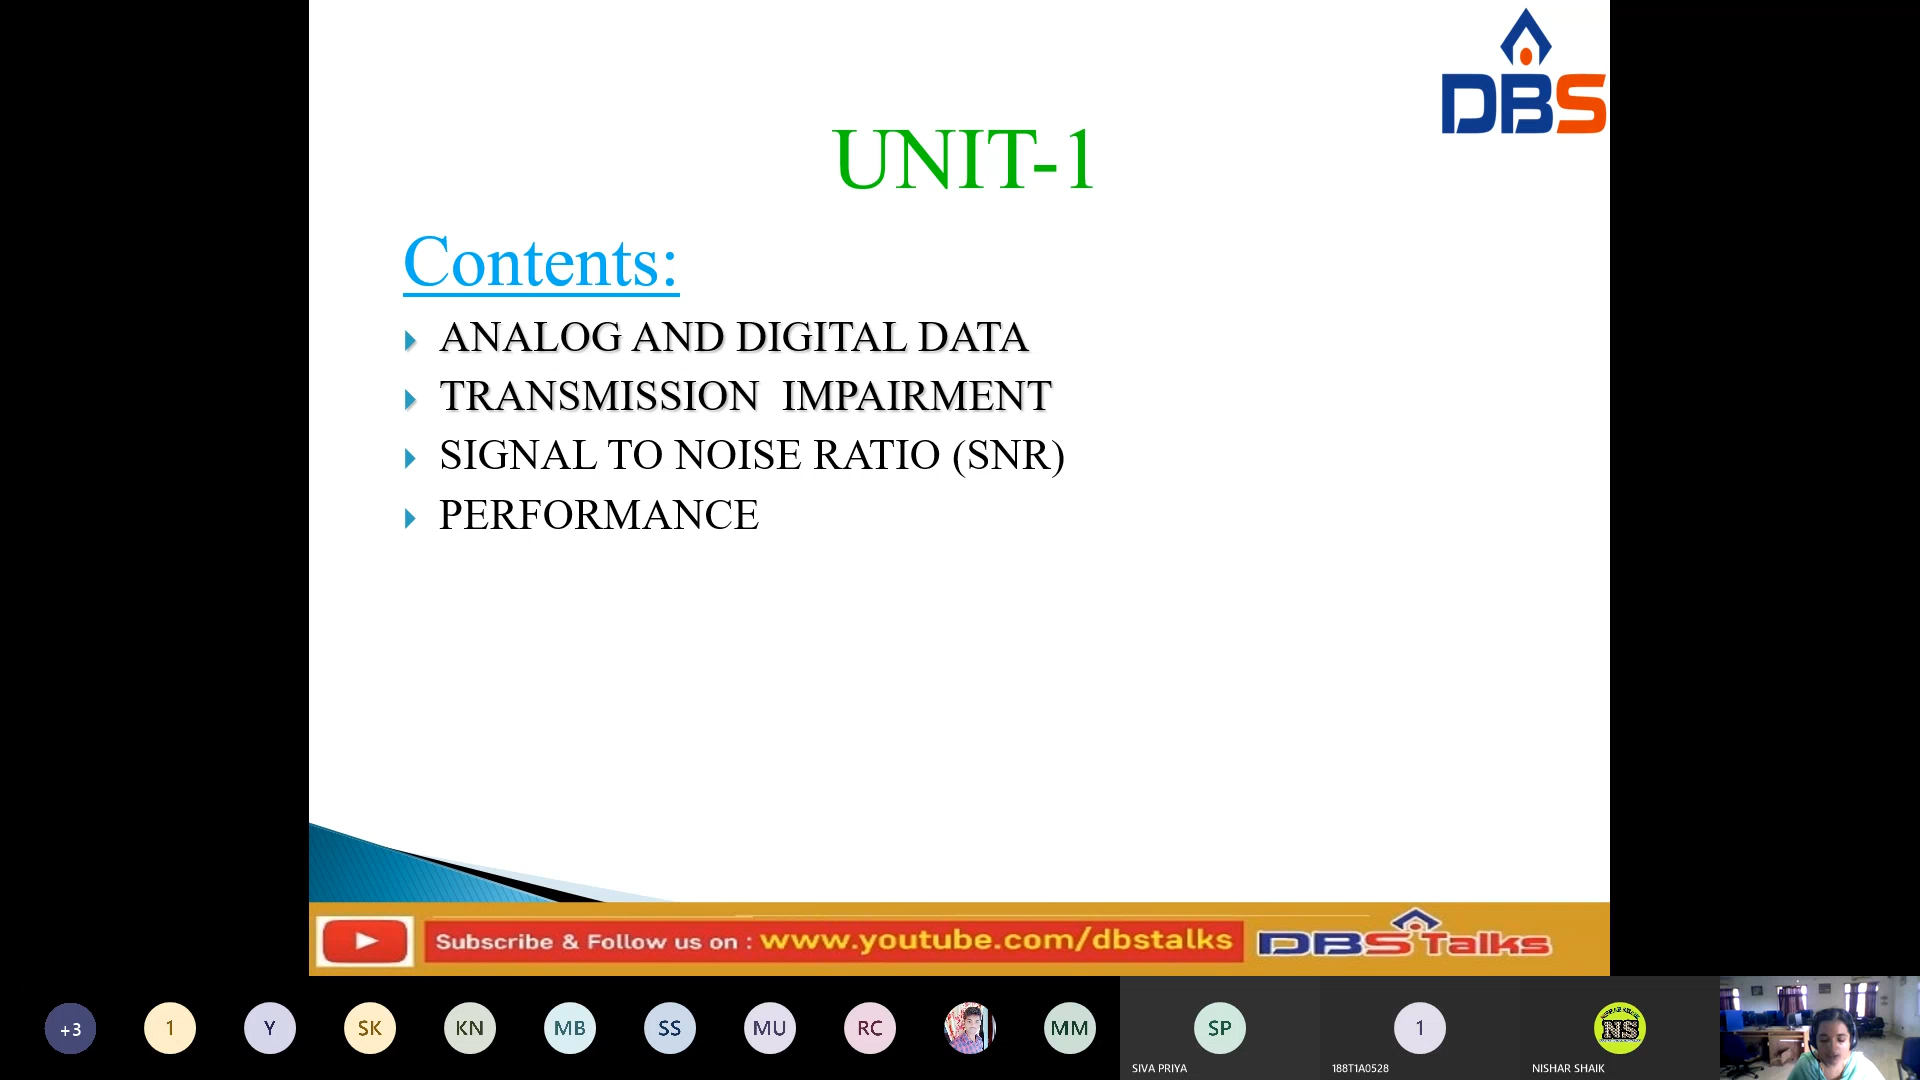 DBS
UNIT-1
Contents:
ANALOG AND DIGITAL DATA
TRANSMISSION IMPAIRMENT
SIGNAL TO NOISE RATIO (SNR)
PERFORMANCE
Subscribe & Follow us on : www.youtube.com/dbstalks
DBS Talks
+3
1
Y
SK
KN
MB
SS
MU
RC
MM
SP
1
NS
SIVA PRIYA
188T1A0528
NISHAR SHAIK